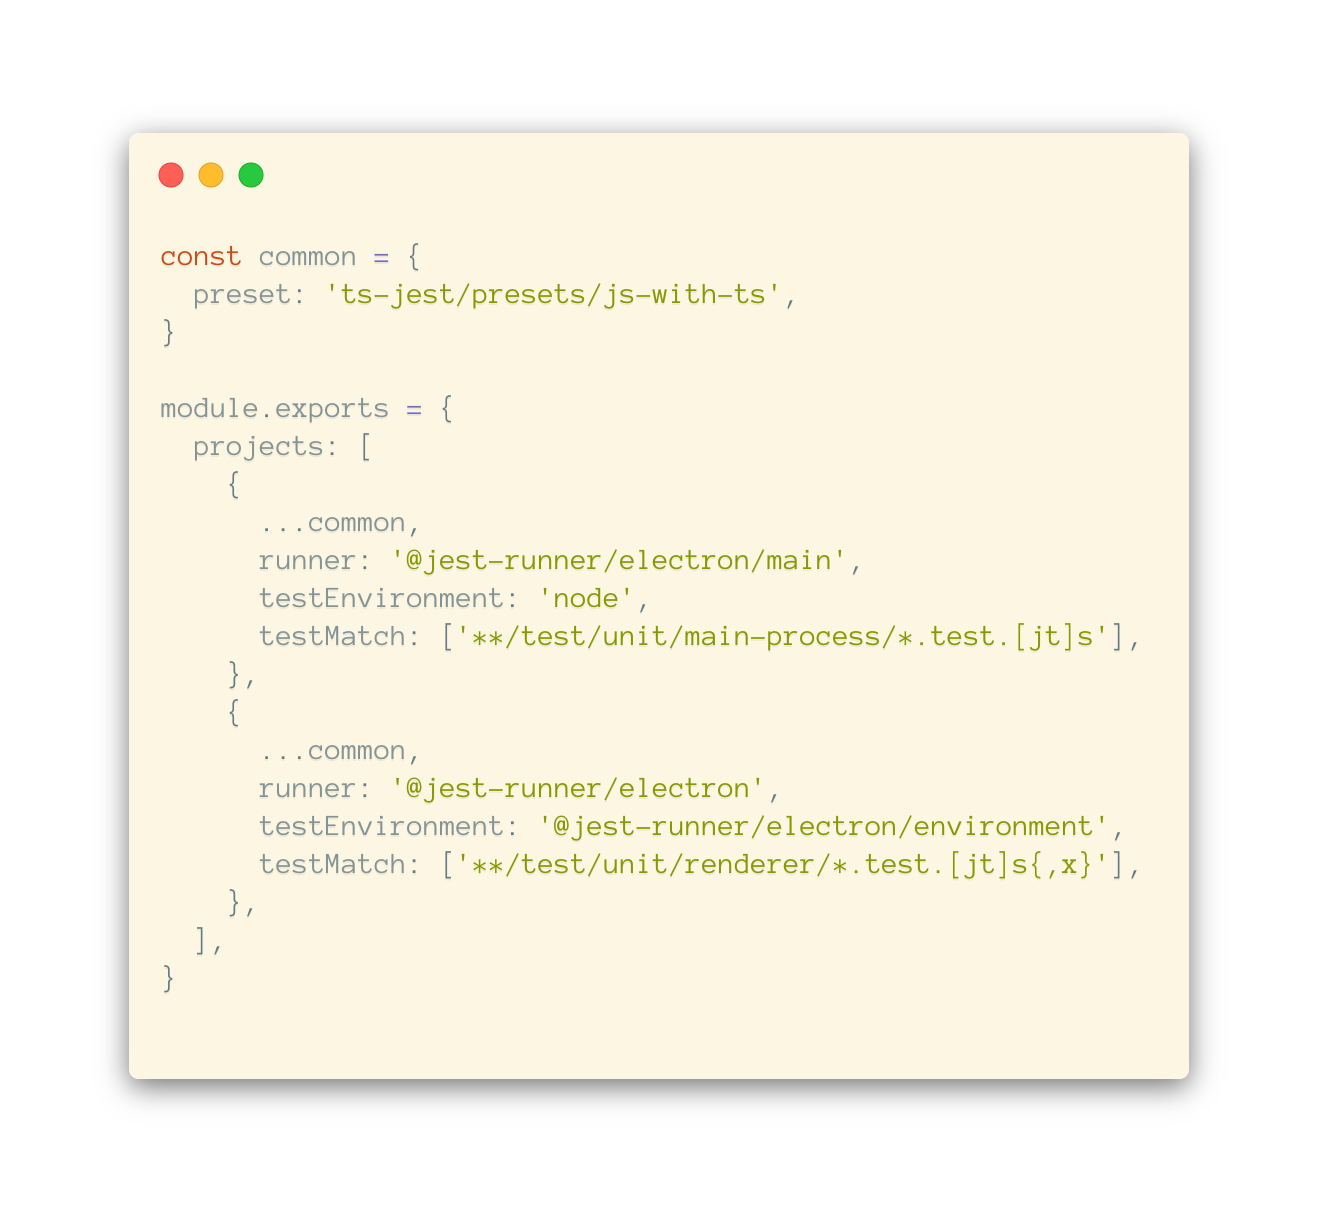 const common = {
  preset: 'ts-jest/presets/js-with-ts',
}

module.exports = {
  projects: [
    {
      ...common,
      runner: '@jest-runner/electron/main',
      testEnvironment: 'node',
      testMatch: ['**/test/unit/main-process/*.test.[jt]s'],
    },
    {
      ...common,
      runner: '@jest-runner/electron',
      testEnvironment: '@jest-runner/electron/environment',
      testMatch: ['**/test/unit/renderer/*.test.[jt]s{,x}'],
    },
  ],
}